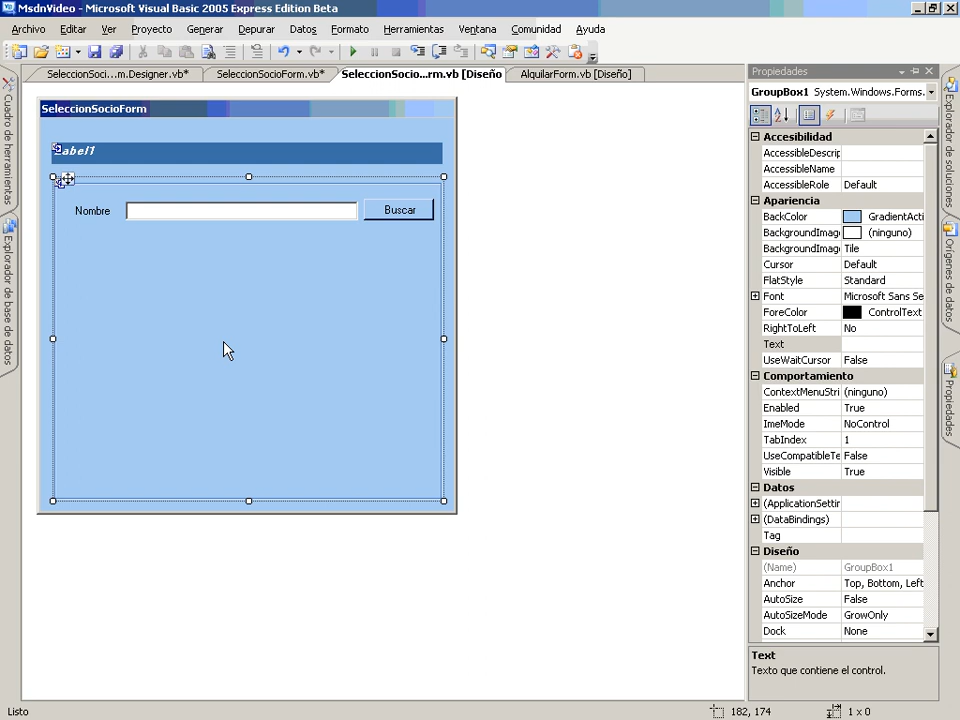 MsdnVideo - Microsoft Visual Basic 2005 Express Edition Beta
Archivo Editar Ver Proyecto Generar Depurar Datos Formato Herramientas Ventana Comunidad Ayuda
SeleccionSoci...m.Designer.vb* SeleccionSocioForm.vb* SeleccionSocio...rm.vb [Diseño AlquilarForm.vb [Diseño]
Cuadro de herramientas
Explorador de base de datos
SeleccionSocioForm
Label1
Nombre
Buscar
Propiedades
GroupBox1 System.Windows.Forms.
Accesibilidad
AccessibleDescrip
AccessibleName
AccessibleRole Default
Apariencia
BackColor GradientActi
BackgroundImag (ninguno)
BackgroundImag Tile
Cursor Default
FlatStyle Standard
Font Microsoft Sans Se
ForeColor ControlText
RightToLeft No
Text
UseWaitCursor False
Comportamiento
ContextMenuStri (ninguno)
Enabled True
ImeMode NoControl
TabIndex 1
UseCompatibleTe False
Visible True
Datos
(ApplicationSettin
(DataBindings)
Tag
Diseño
(Name) GroupBox1
Anchor Top, Bottom, Left
AutoSize False
AutoSizeMode GrowOnly
Dock None
Text
Texto que contiene el control.
Explorador de soluciones
Orígenes de datos
Propiedades
Listo 182, 174 1 x 0